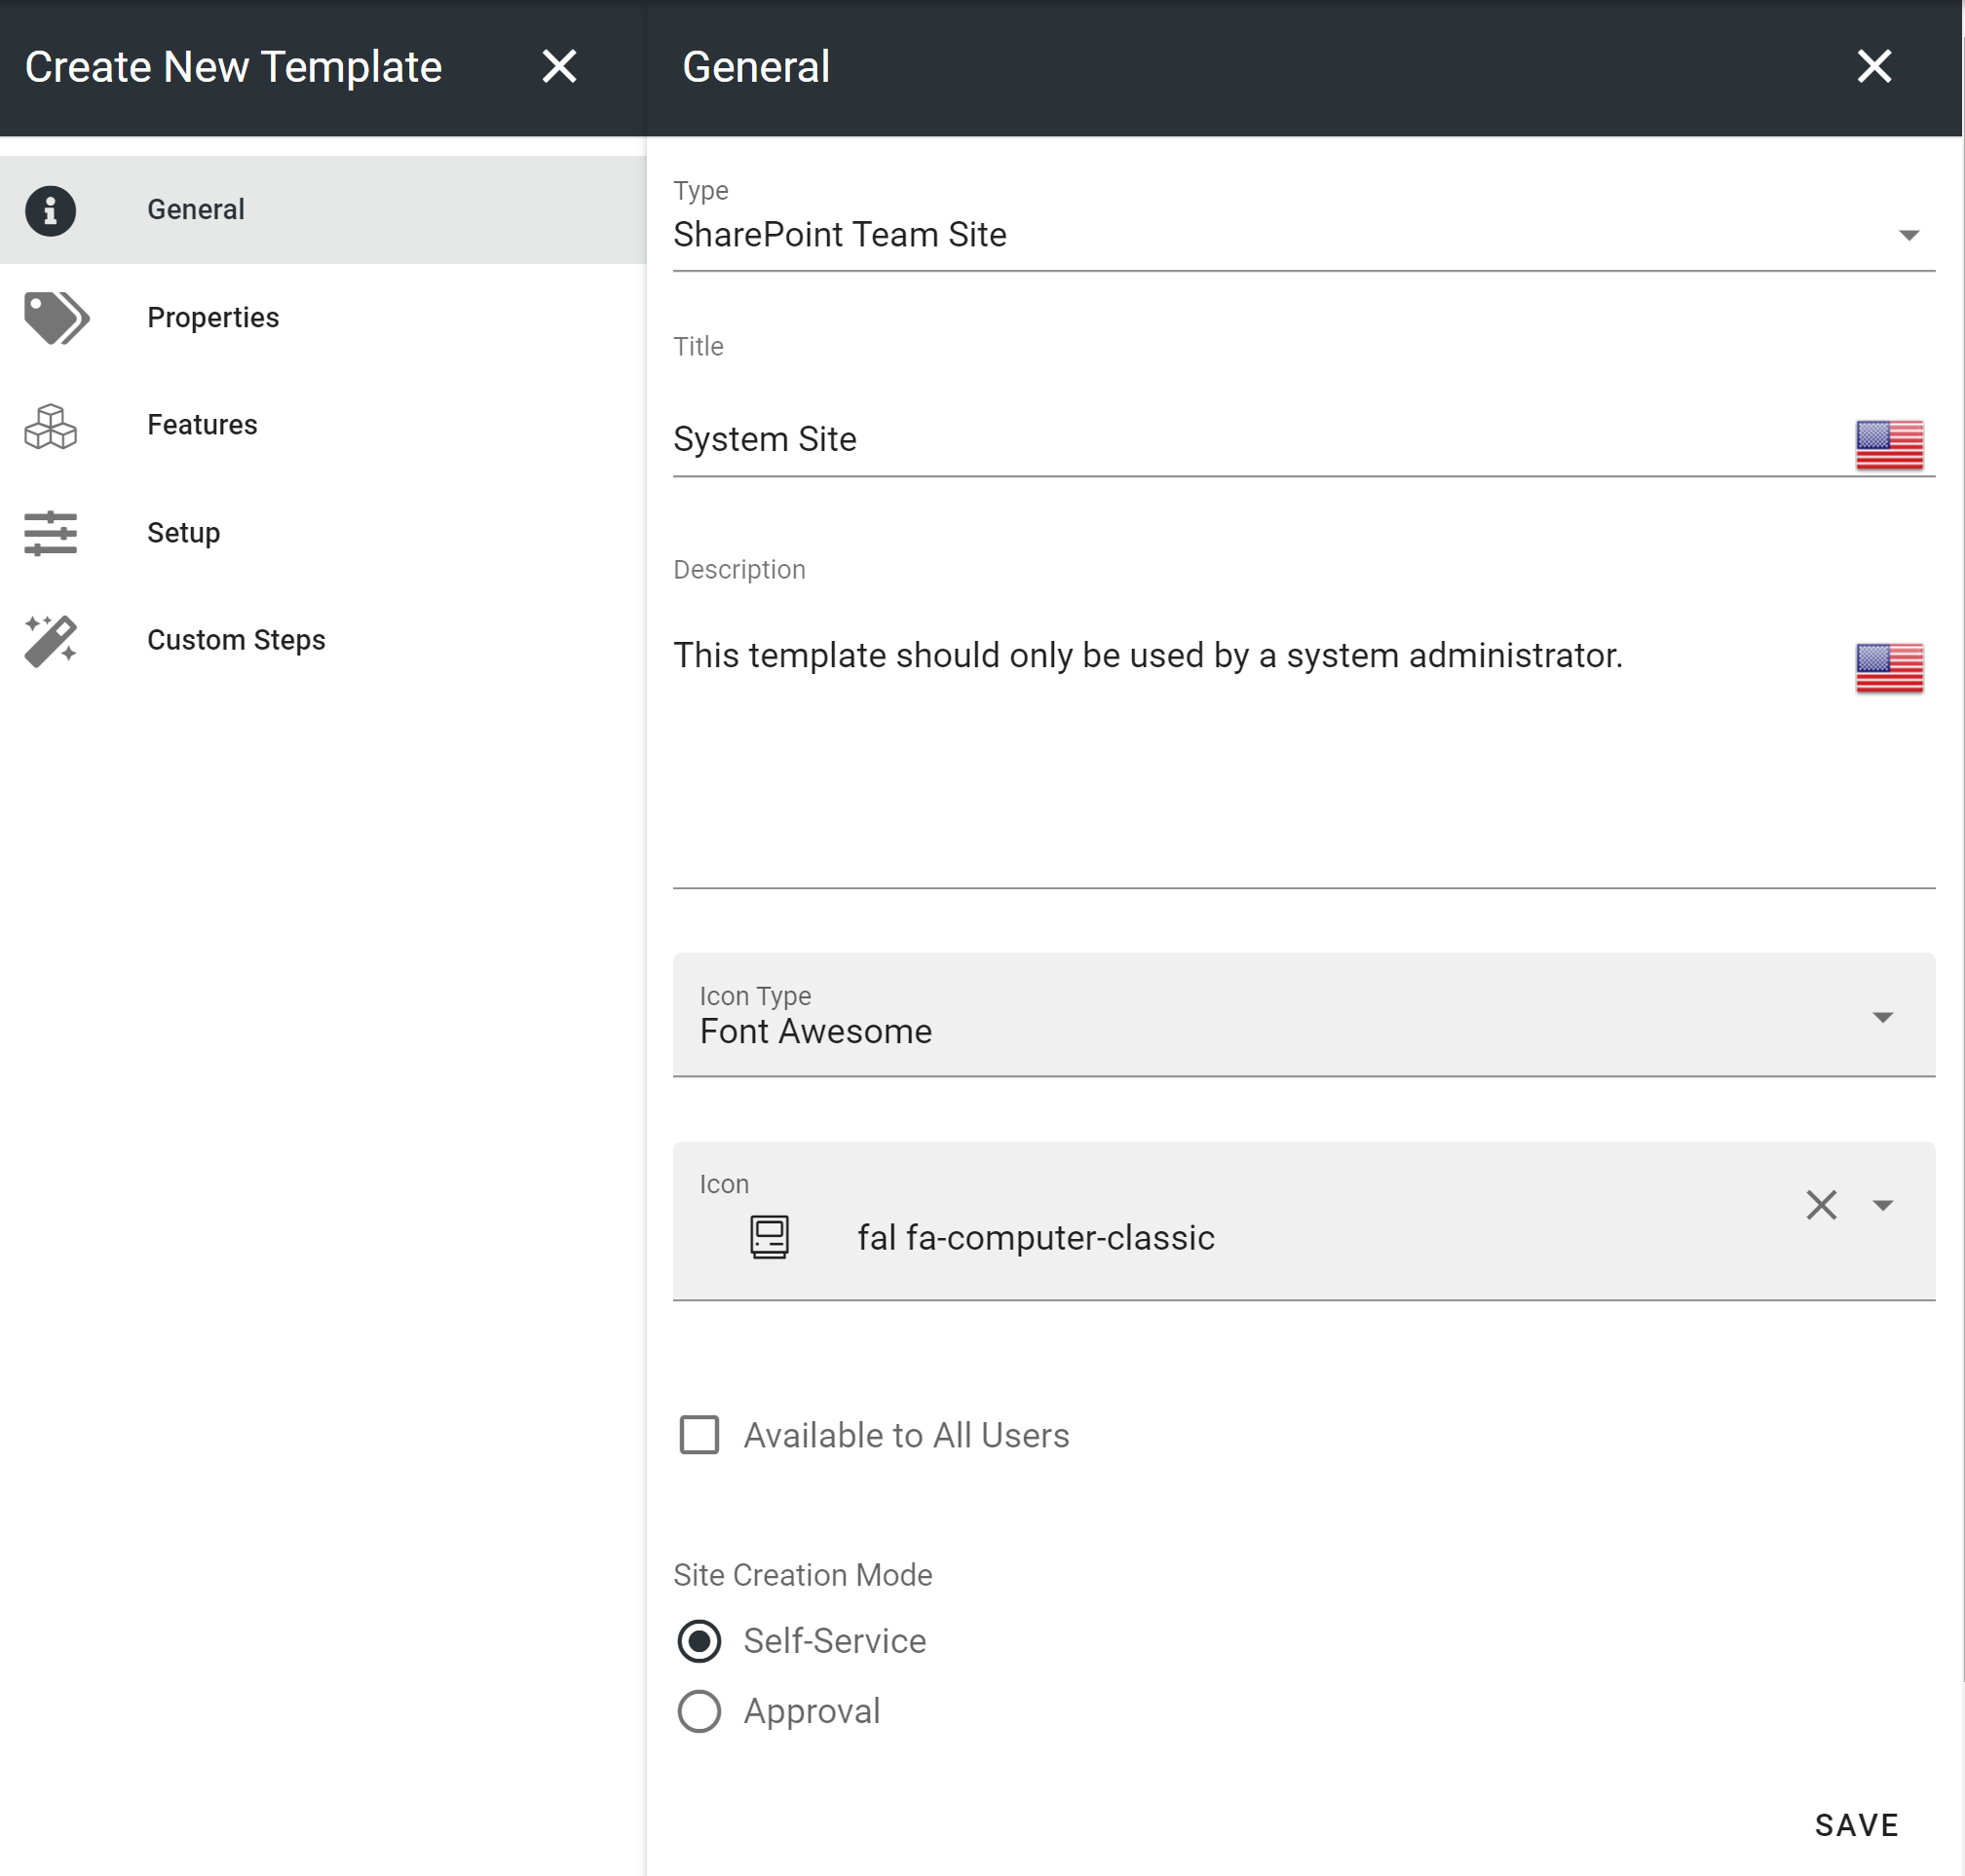 Create New Template
General
General
Properties
Features
Setup
Custom Steps
Type
SharePoint Team Site
Title
System Site
Description
This template should only be used by a system administrator.
Icon Type
Font Awesome
Icon
fal fa-computer-classic
Available to All Users
Site Creation Mode
Self-Service
Approval
SAVE